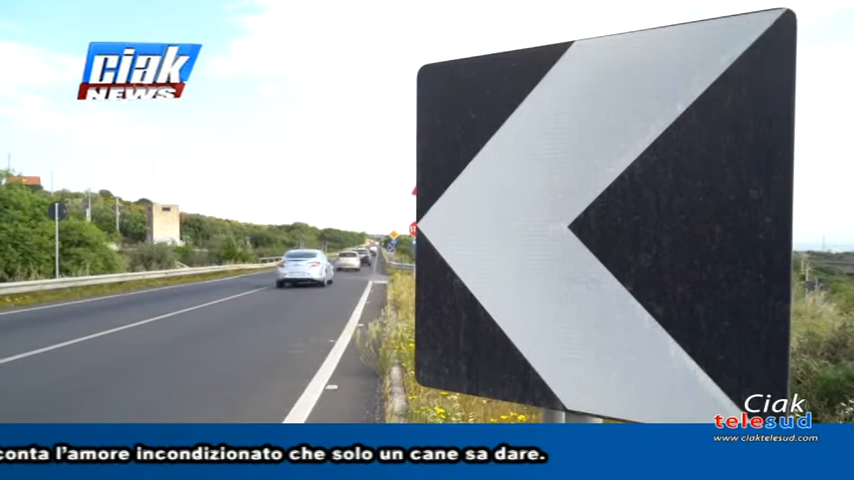 ciak
NEWS
Ciak
telesud
www.ciaktelesud.com
conta l'amore incondizionato che solo un cane sa dare.